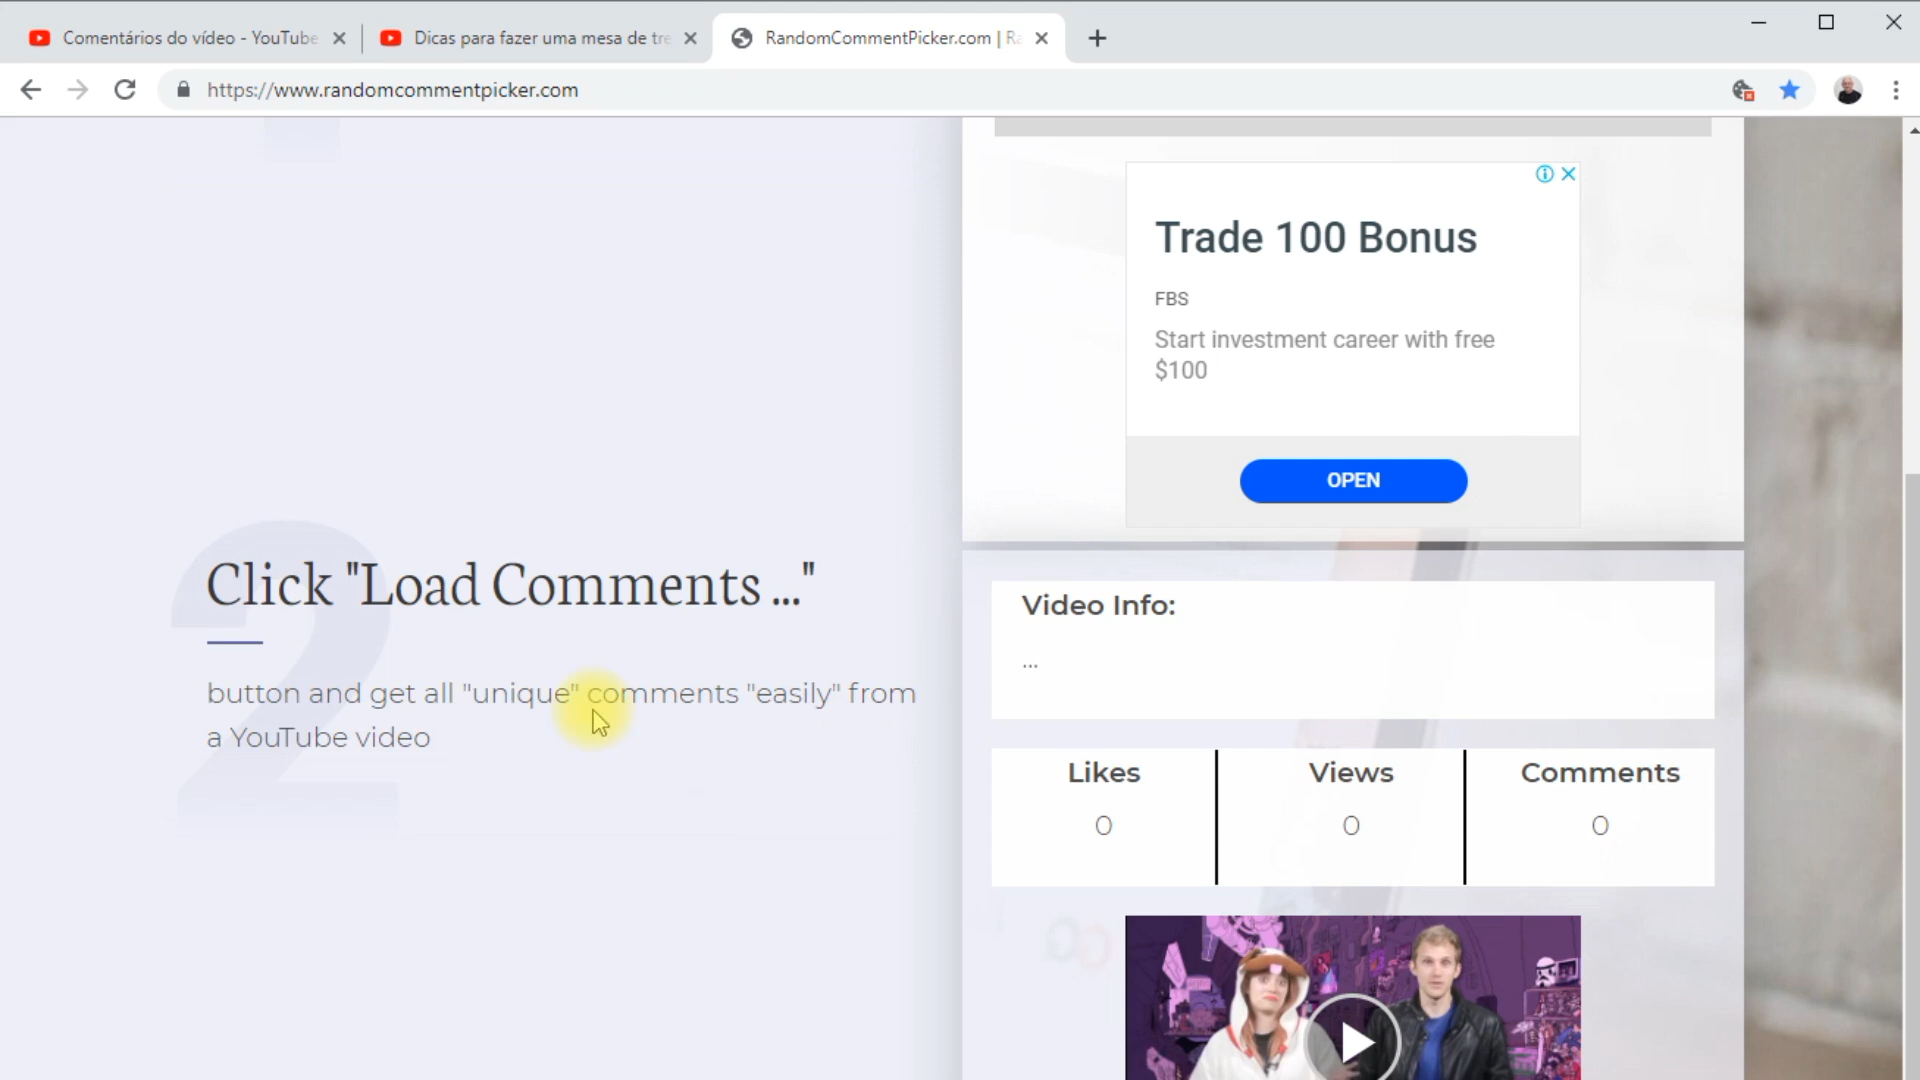 Comentários do vídeo - YouTube
Dicas para fazer uma mesa de tre
RandomCommentPicker.com | Ra
https://www.randomcommentpicker.com
Trade 100 Bonus
FBS
Start investment career with free
$100
OPEN
2
Click "Load Comments ..."
button and get all "unique" comments "easily" from
a YouTube video
Video Info:
...
Likes
Views
Comments
0
0
0